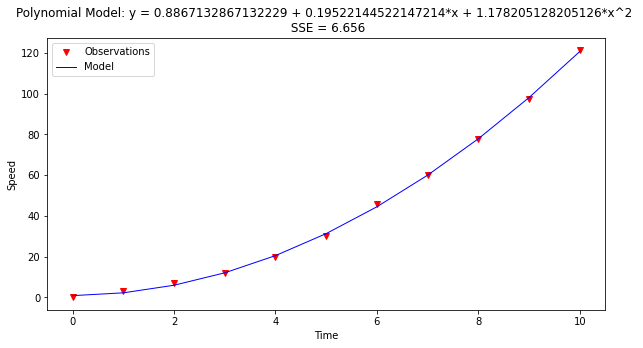 Polynomial Model: y = 0.8867132867132229 + 0.19522144522147214*x + 1.178205128205126*x^2
SSE = 6.656
Observations
Model
120
100
80
60
40
20
0
Speed
0 2 4 6 8 10
Time